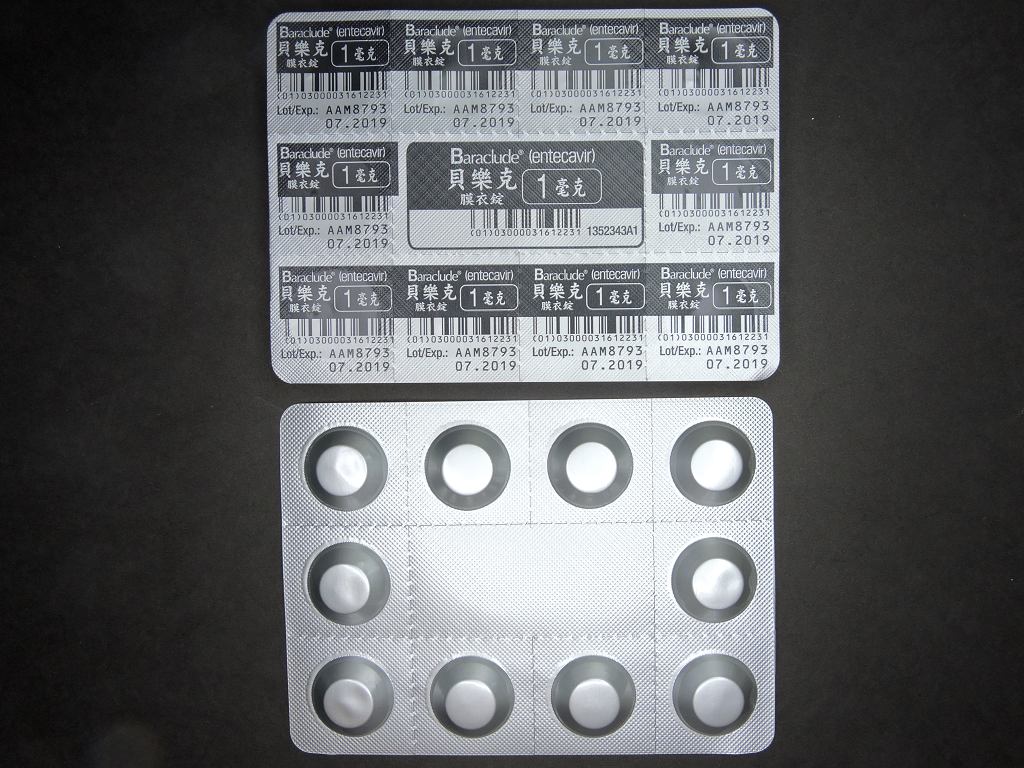 Baraclude® (entecavir) Baraclude® (entecavir) Baraclude® (entecavir) Baraclude® (entecavir)
貝樂克 1毫克 貝樂克 1毫克 貝樂克 1毫克 貝樂克 1毫克
膜衣錠 膜衣錠 膜衣錠 膜衣錠
(01)03000031612231 (01)03000031612231 (01)03000031612231 (01)03000031612231
Lot/Exp.: AAM8793 Lot/Exp.: AAM8793 Lot/Exp.: AAM8793 Lot/Exp.: AAM8793
07.2019 07.2019 07.2019 07.2019
Baraclude® (entecavir)
貝樂克 1毫克
膜衣錠
(01)03000031612231
Lot/Exp.: AAM8793
07.2019
Baraclude® (entecavir)
貝樂克 1毫克
膜衣錠
(01)03000031612231 1352343A1
Baraclude® (entecavir)
貝樂克 1毫克
膜衣錠
(01)03000031612231
Lot/Exp.: AAM8793
07.2019
Baraclude® (entecavir) Baraclude® (entecavir) Baraclude® (entecavir) Baraclude® (entecavir)
貝樂克 1毫克 貝樂克 1毫克 貝樂克 1毫克 貝樂克 1毫克
膜衣錠 膜衣錠 膜衣錠 膜衣錠
(01)03000031612231 (01)03000031612231 (01)03000031612231 (01)03000031612231
Lot/Exp.: AAM8793 Lot/Exp.: AAM8793 Lot/Exp.: AAM8793 Lot/Exp.: AAM8793
07.2019 07.2019 07.2019 07.2019